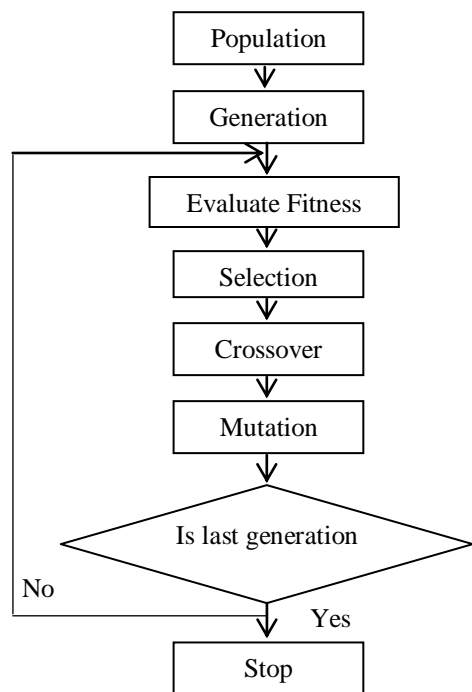 Population
Generation
Evaluate Fitness
Selection
Crossover
Mutation
Is last generation
No
Yes
Stop